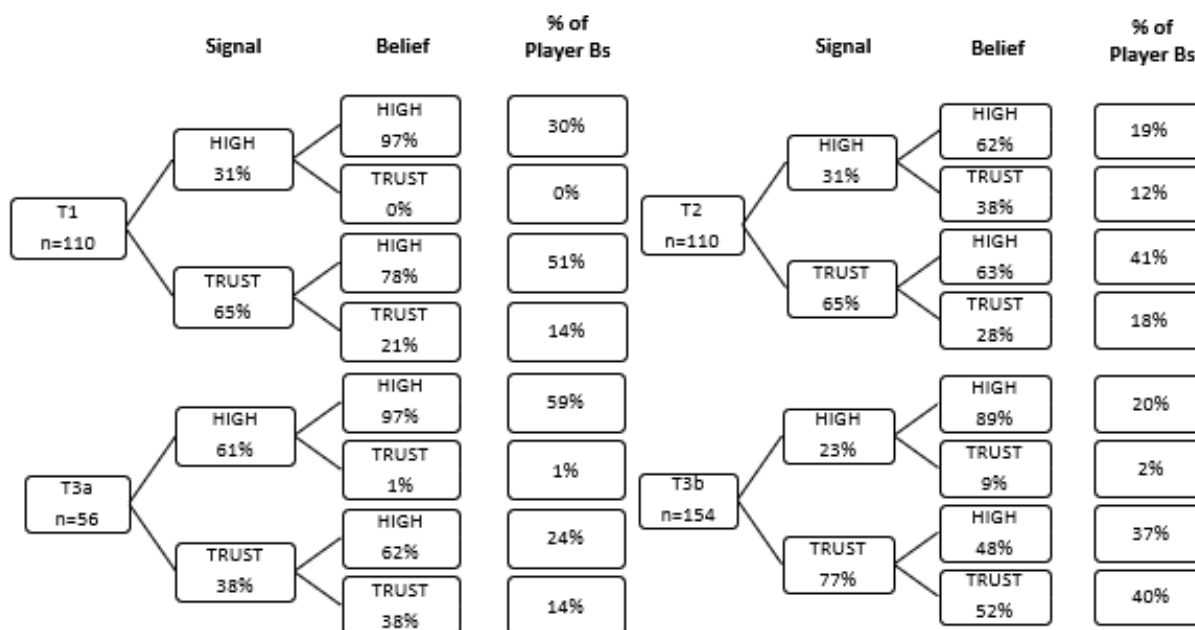 Signal
Belief
% of
Player Bs
T1
n=110
HIGH
31%
HIGH
97%
30%
TRUST
0%
0%
TRUST
65%
HIGH
78%
51%
TRUST
21%
14%
Signal
Belief
% of
Player Bs
T2
n=110
HIGH
31%
HIGH
62%
19%
TRUST
38%
12%
TRUST
65%
HIGH
63%
41%
TRUST
28%
18%
T3a
n=56
HIGH
61%
HIGH
97%
59%
TRUST
1%
1%
TRUST
38%
HIGH
62%
24%
TRUST
38%
14%
T3b
n=154
HIGH
23%
HIGH
89%
20%
TRUST
9%
2%
TRUST
77%
HIGH
48%
37%
TRUST
52%
40%